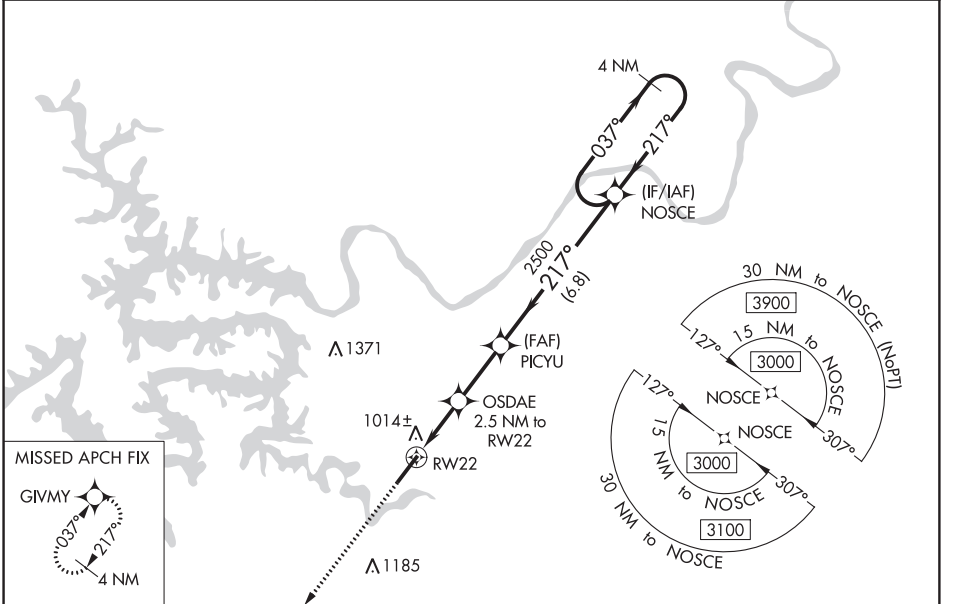 4 NM
037°
217°
(IF/IAF)
NOSCE
2500
217°
(6.8)
(FAF)
PICYU
1371
OSDAE
2.5 NM to
RW22
1014±
RW22
1185
MISSED APCH FIX
GIVMY
037°
217°
4 NM
30 NM to NOSCE (NoPT)
3900
15 NM to NOSCE
3000
127°
NOSCE
307°
127°
NOSCE
15 NM to NOSCE
3000
307°
30 NM to NOSCE
3100